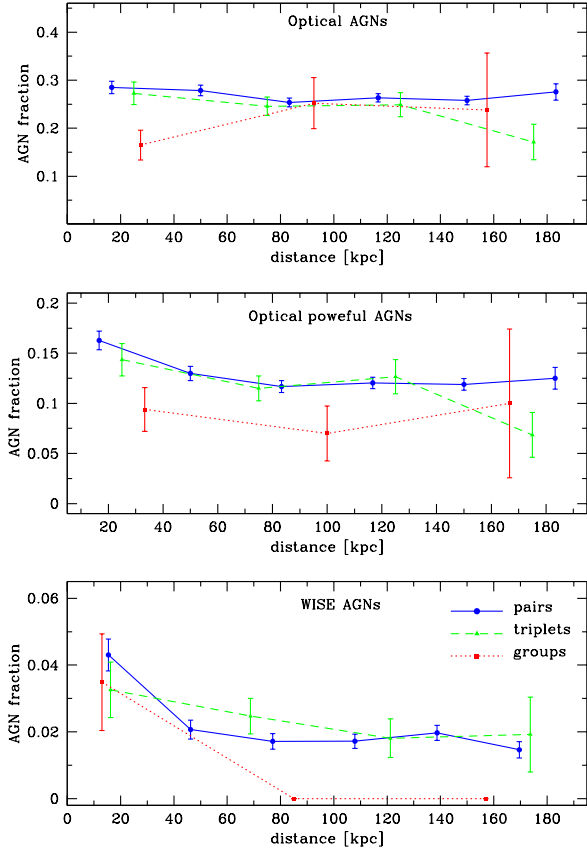 Optical AGNs
0.4
0.3
0.2
0.1
AGN fraction
0 20 40 60 80 100 120 140 160 180
distance [kpc]
Optical poweful AGNs
0.2
0.15
0.1
0.05
0
AGN fraction
20 40 60 80 100 120 140 160 180
distance [kpc]
WISE AGNs
pairs
triplets
groups
0.06
0.04
0.02
0
AGN fraction
0 20 40 60 80 100 120 140 160 180
distance [kpc]